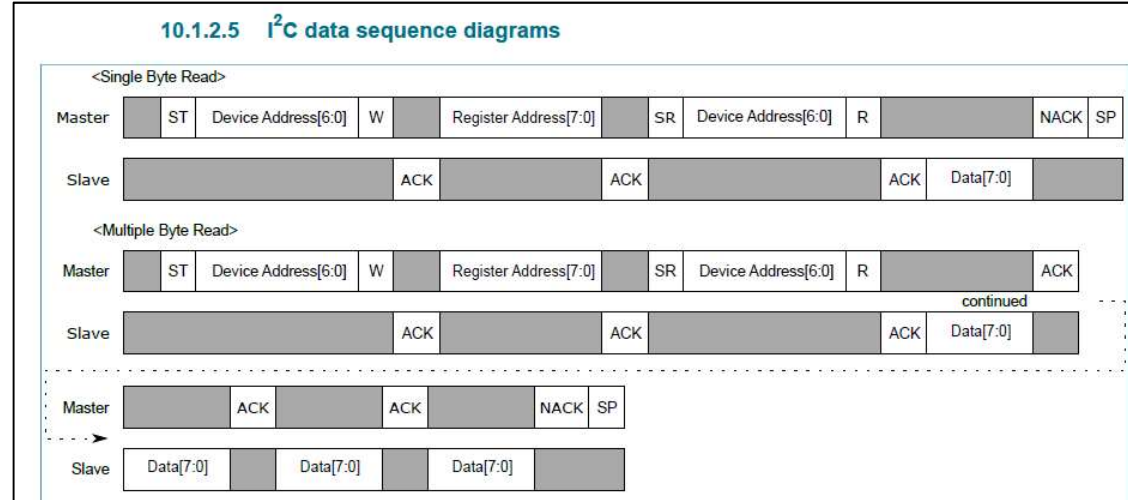 10.1.2.5 I²C data sequence diagrams
<Single Byte Read>
Master ST Device Address[6:0] W Register Address[7:0] SR Device Address[6:0] R NACK SP
Slave ACK ACK ACK Data[7:0]
<Multiple Byte Read>
Master ST Device Address[6:0] W Register Address[7:0] SR Device Address[6:0] R ACK
continued
Slave ACK ACK ACK Data[7:0]
Master ACK ACK NACK SP
Slave Data[7:0] Data[7:0] Data[7:0]